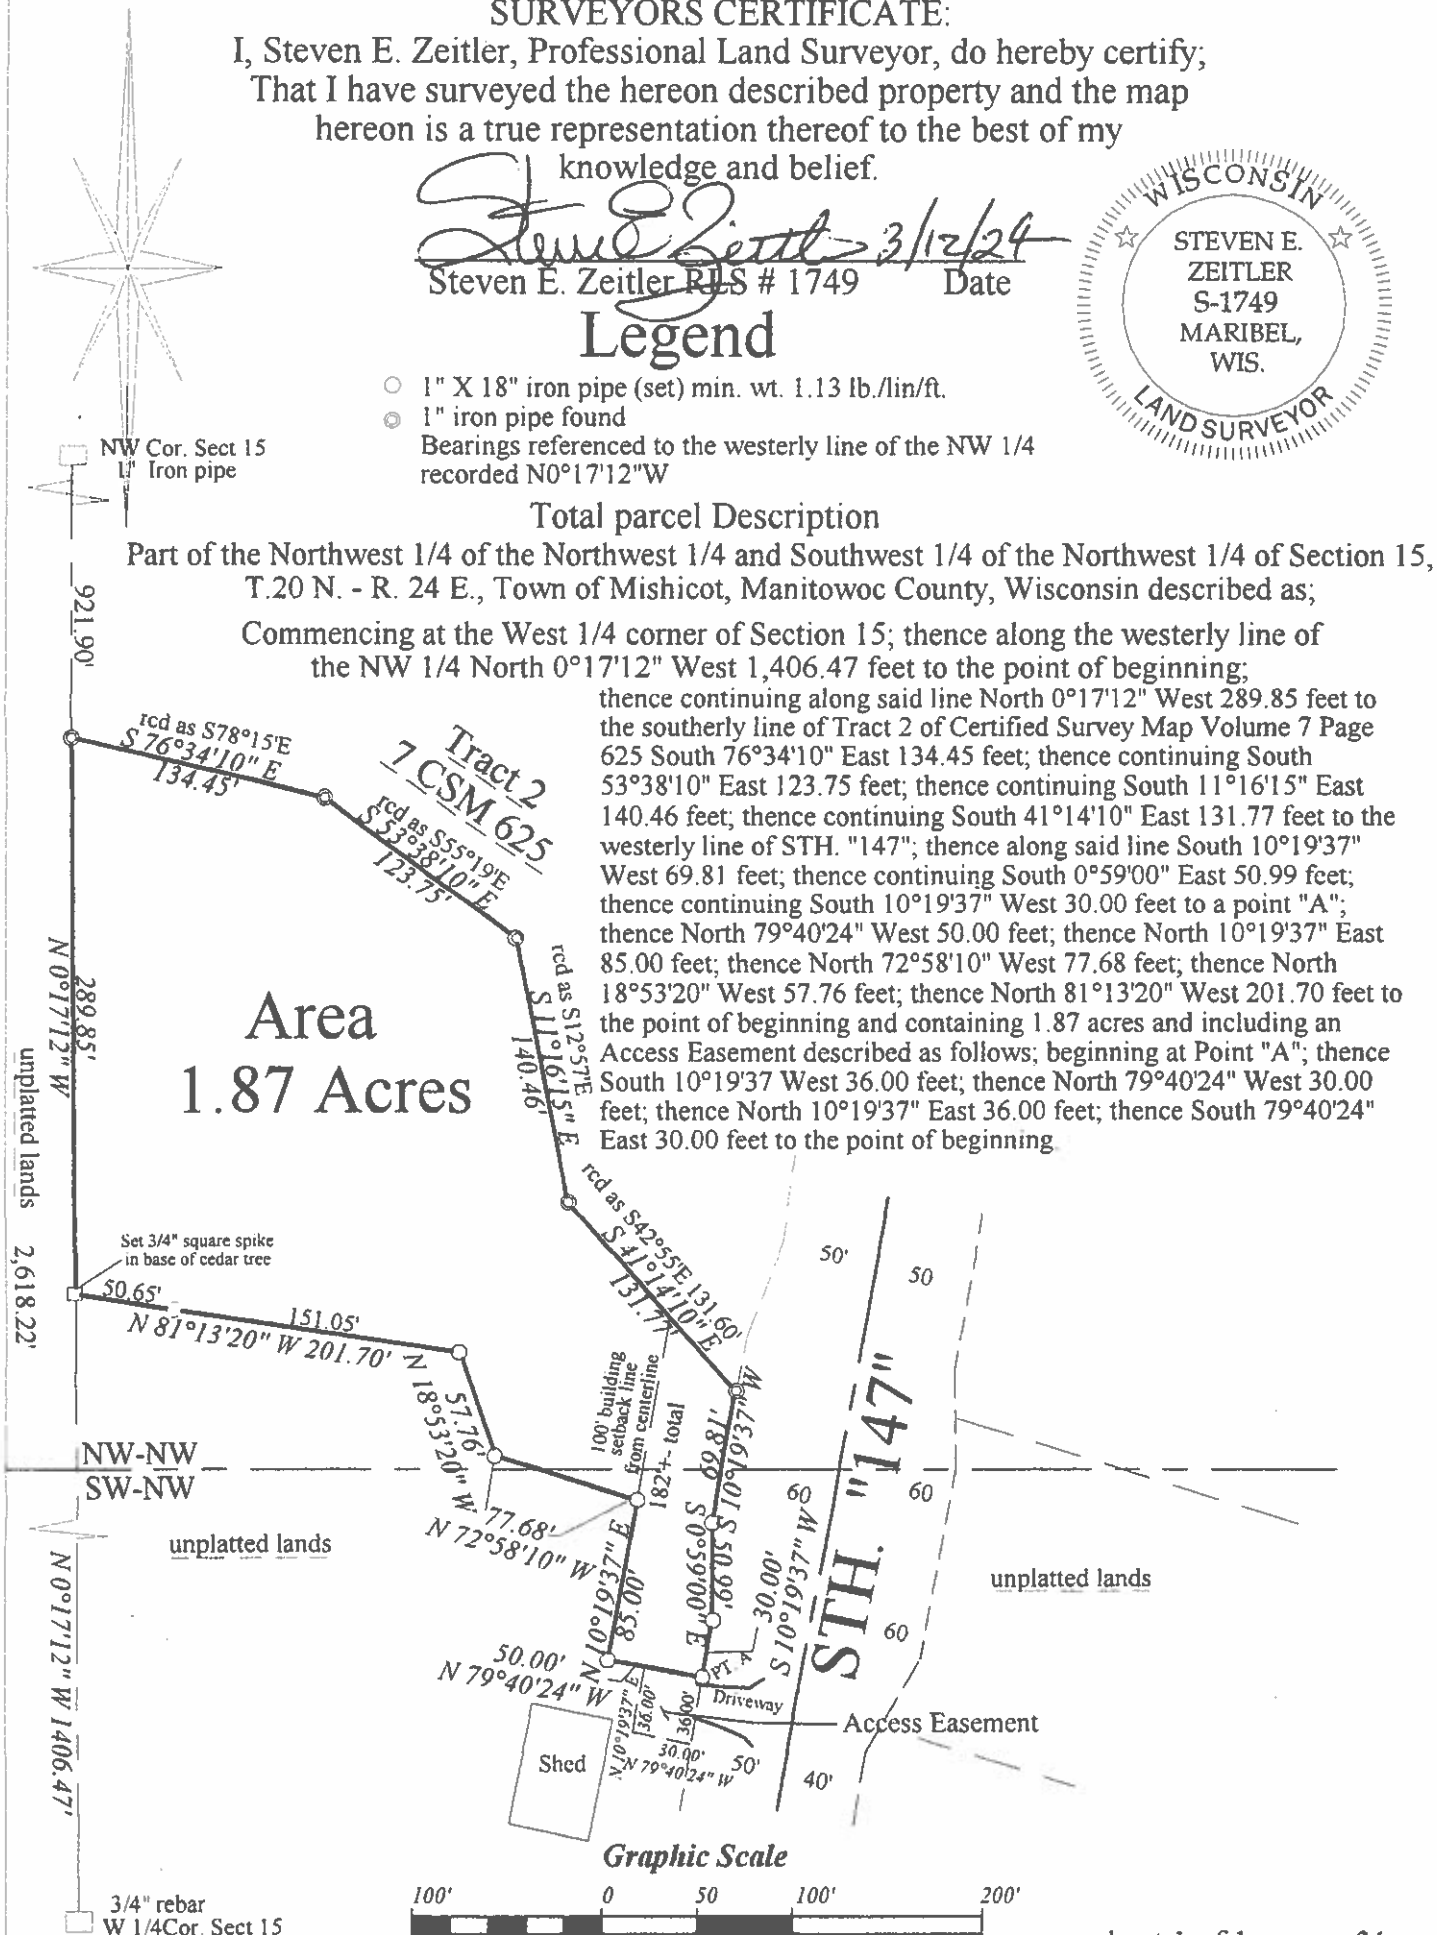 SURVEYORS CERTIFICATE:
I, Steven E. Zeitler, Professional Land Surveyor, do hereby certify;
That I have surveyed the hereon described property and the map
hereon is a true representation thereof to the best of my
knowledge and belief.
3/12/24
Steven E. Zeitler RLS # 1749 Date
WISCONSIN
STEVEN E.
ZEITLER
S-1749
MARIBEL,
WIS.
LAND SURVEYOR
Legend
1" X 18" iron pipe (set) min. wt. 1.13 lb./lin/ft.
1" iron pipe found
Bearings referenced to the westerly line of the NW 1/4
recorded N0°17'12"W
NW Cor. Sect 15
1" Iron pipe
Total parcel Description
Part of the Northwest 1/4 of the Northwest 1/4 and Southwest 1/4 of the Northwest 1/4 of Section 15,
T.20 N. - R. 24 E., Town of Mishicot, Manitowoc County, Wisconsin described as;
Commencing at the West 1/4 corner of Section 15; thence along the westerly line of
the NW 1/4 North 0°17'12" West 1,406.47 feet to the point of beginning;
thence continuing along said line North 0°17'12" West 289.85 feet to
the southerly line of Tract 2 of Certified Survey Map Volume 7 Page
625 South 76°34'10" East 134.45 feet; thence continuing South
53°38'10" East 123.75 feet; thence continuing South 11°16'15" East
140.46 feet; thence continuing South 41°14'10" East 131.77 feet to the
westerly line of STH. "147"; thence along said line South 10°19'37"
West 69.81 feet; thence continuing South 0°59'00" East 50.99 feet;
thence continuing South 10°19'37" West 30.00 feet to a point "A";
thence North 79°40'24" West 50.00 feet; thence North 10°19'37" East
85.00 feet; thence North 72°58'10" West 77.68 feet; thence North
18°53'20" West 57.76 feet; thence North 81°13'20" West 201.70 feet to
the point of beginning and containing 1.87 acres and including an
Access Easement described as follows; beginning at Point "A"; thence
South 10°19'37 West 36.00 feet; thence North 79°40'24" West 30.00
feet; thence North 10°19'37" East 36.00 feet; thence South 79°40'24"
East 30.00 feet to the point of beginning.
921.90'
rcd as S78°15'E
S 76°34'10" E
134.45'
Tract 2
7 CSM 625
rcd as S55°19'E
S 53°38'10" E
123.75'
rcd as S12°57'E
S 11°16'15" E
140.46'
Area
1.87 Acres
289.85'
N 0°17'12" W
unplatted lands
2,618.22'
rcd as S42°55'E 131.60'
S 41°14'10" E
131.77'
Set 3/4" square spike
in base of cedar tree
50.65'
151.05'
N 81°13'20" W 201.70'
57.76'
N 18°53'20" W
100' building
setback line
from centerline
182'+- total
69.81'
S 10°19'37" W
50'
50
STH. "147"
NW-NW
SW-NW
unplatted lands
77.68'
N 72°58'10" W
N 10°19'37" E
85.00'
S 0°59'00" E
50.99'
30.00'
S 10°19'37" W
60
60
60
unplatted lands
50.00'
N 79°40'24" W
PT. A
Driveway
N 10°19'37" E
36.00'
36.00'
30.00'
N 79°40'24" W
50'
40'
Access Easement
Shed
N 0°17'12" W 1406.47'
Graphic Scale
100' 0 50 100' 200'
3/4" rebar
W 1/4Cor. Sect 15